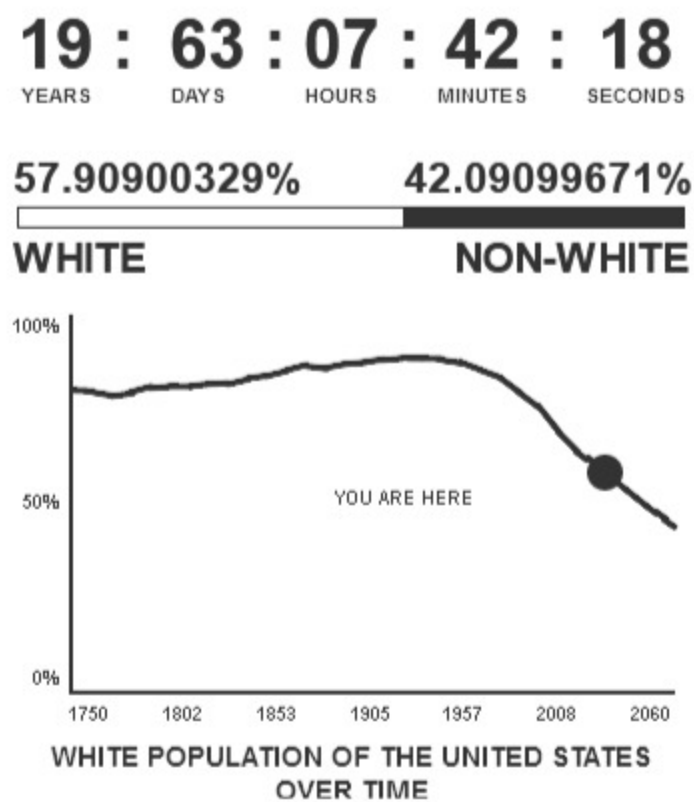 19 : 63 : 07 : 42 : 18
YEARS DAYS HOURS MINUTES SECONDS
57.90900329% 42.09099671%
WHITE NON-WHITE
100%
YOU ARE HERE
50%
0%
1750 1802 1853 1905 1957 2008 2060
WHITE POPULATION OF THE UNITED STATES
OVER TIME